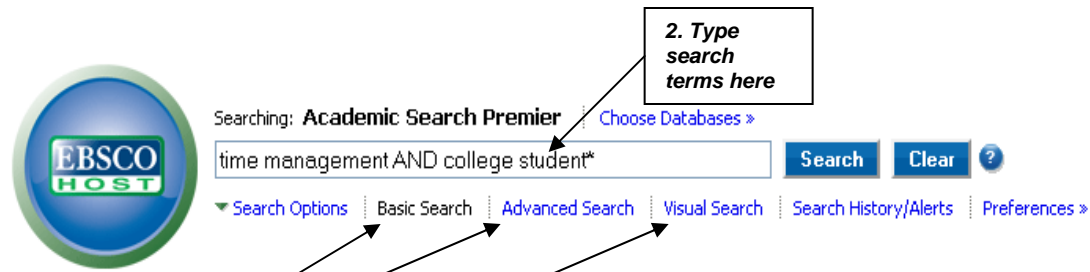 2. Type
search
terms here
Searching: Academic Search Premier Choose Databases »
EBSCO
HOST
time management AND college student* Search Clear ?
Search Options Basic Search Advanced Search Visual Search Search History/Alerts Preferences »